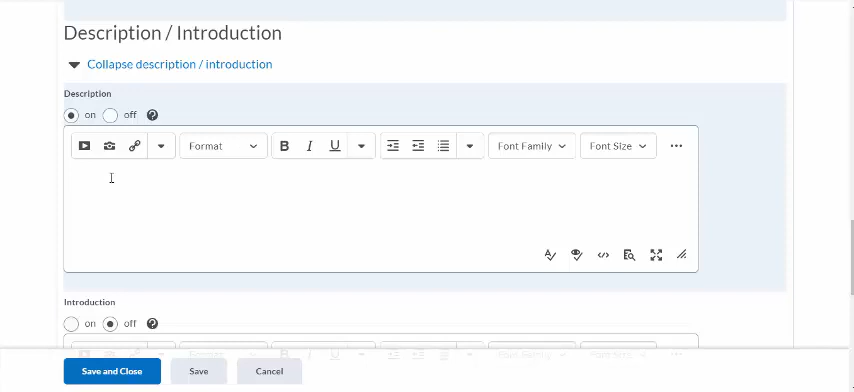 Description / Introduction
Collapse description / introduction
Description
on off
Format B I U Font Family Font Size
Introduction
on off
Save and Close Save Cancel